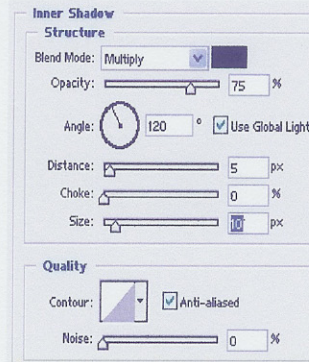 Inner Shadow
Structure
Blend Mode: Multiply
Opacity: 75 %
Angle: 120 ° Use Global Light
Distance: 5 px
Choke: 0 %
Size: 10 px
Quality
Contour: Anti-aliased
Noise: 0 %